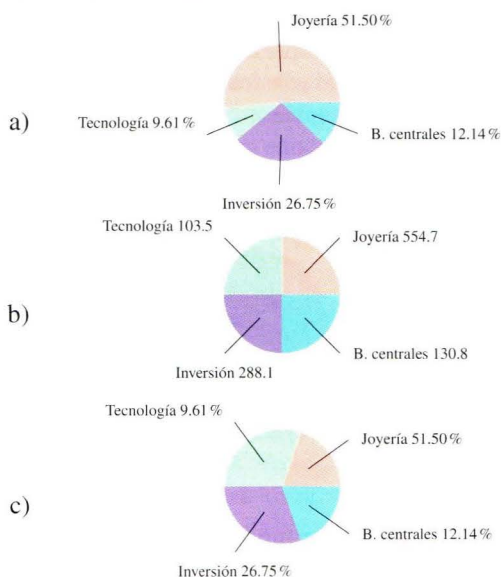 Joyería 51.50 %
a)
Tecnología 9.61 %
B. centrales 12.14 %
Inversión 26.75 %
Tecnología 103.5
Joyería 554.7
b)
B. centrales 130.8
Inversión 288.1
Tecnología 9.61 %
Joyería 51.50 %
c)
B. centrales 12.14 %
Inversión 26.75 %